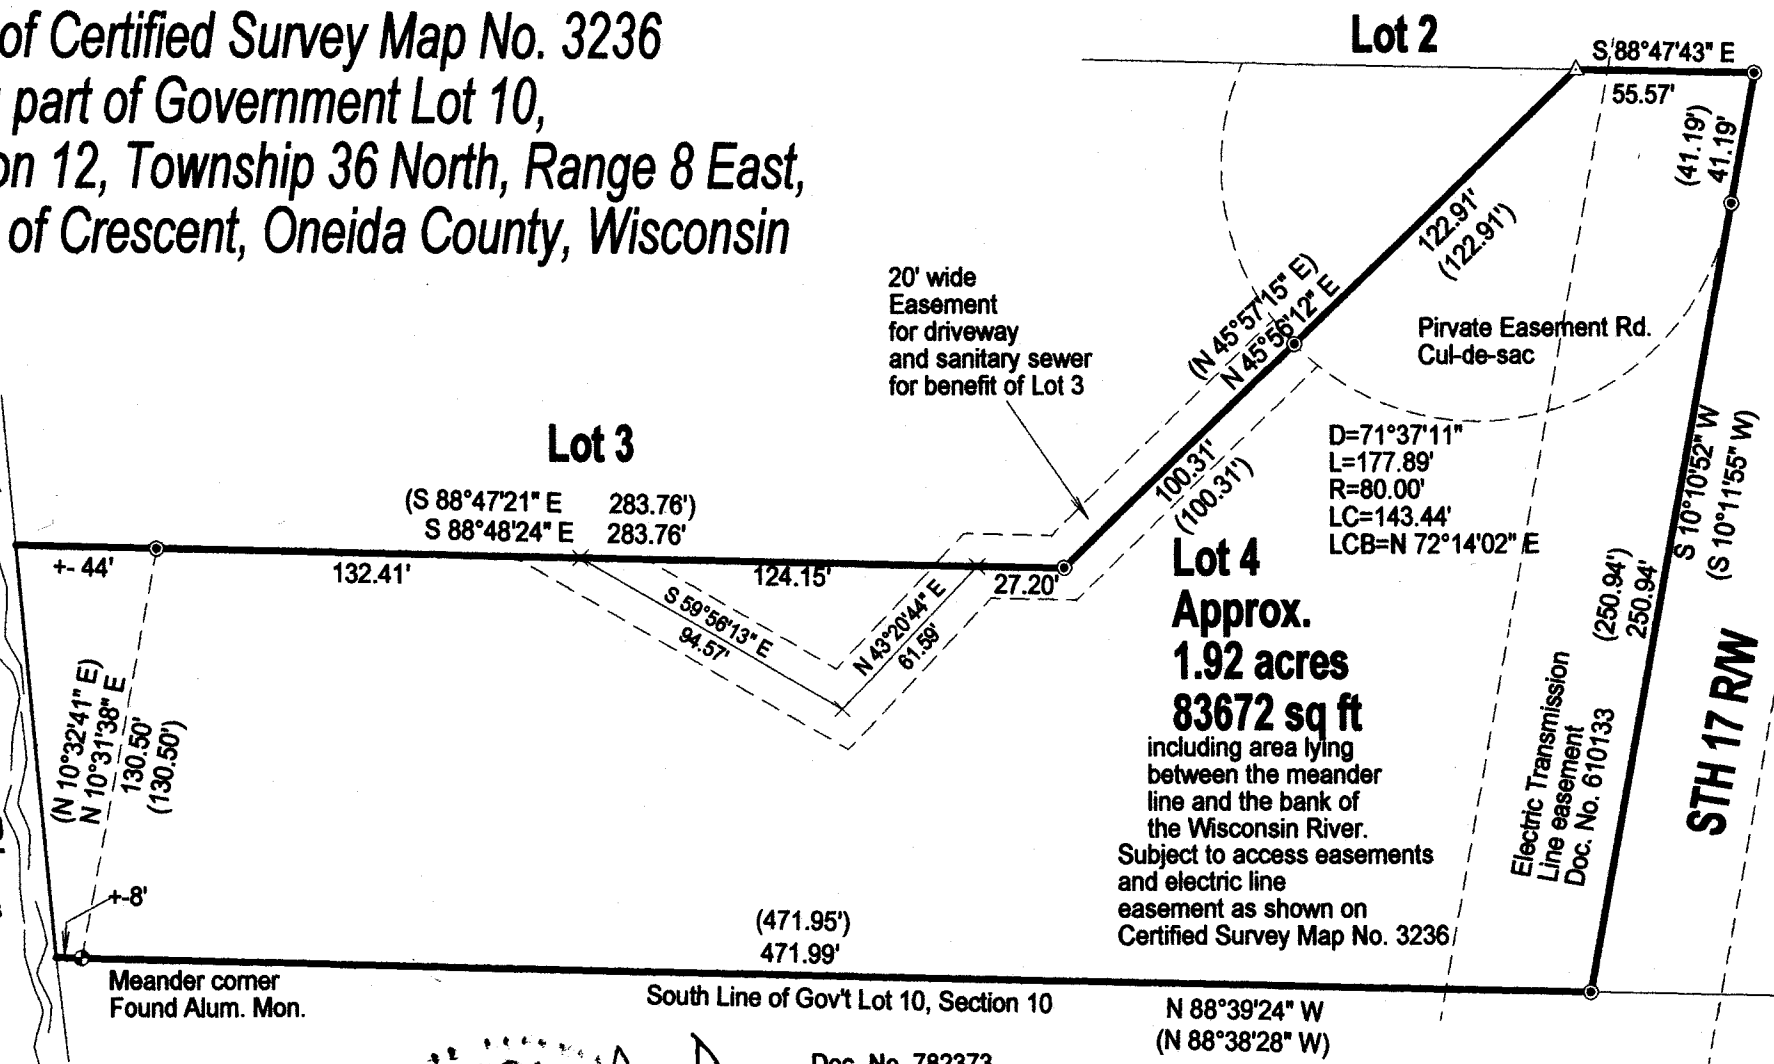 of Certified Survey Map No. 3236
part of Government Lot 10,
on 12, Township 36 North, Range 8 East,
of Crescent, Oneida County, Wisconsin
Lot 2
S 88°47'43" E
55.57'
(41.19')
41.19'
122.91'
(122.91')
20' wide
Easement
for driveway
and sanitary sewer
for benefit of Lot 3
(N 45°57'15" E)
N 45°56'12" E
Pirvate Easement Rd.
Cul-de-sac
Lot 3
(S 88°47'21" E 283.76')
S 88°48'24" E 283.76'
D=71°37'11"
L=177.89'
R=80.00'
LC=143.44'
LCB=N 72°14'02" E
100.31'
(100.31')
S 10°10'52" W
(S 10°11'55" W)
+- 44'
132.41'
124.15'
27.20'
S 59°56'13" E
94.57'
N 43°20'44" E
61.59'
Lot 4
Approx.
1.92 acres
83672 sq ft
including area lying
between the meander
line and the bank of
the Wisconsin River.
Subject to access easements
and electric line
easement as shown on
Certified Survey Map No. 3236
(250.94')
250.94'
Electric Transmission
Line easement
Doc. No. 610133
STH 17 R/W
(N 10°32'41" E)
N 10°31'38" E
130.50'
(130.50')
+-8'
(471.95')
471.99'
Meander corner
Found Alum. Mon.
South Line of Gov't Lot 10, Section 10
N 88°39'24" W
(N 88°38'28" W)
Doc. No. 782373